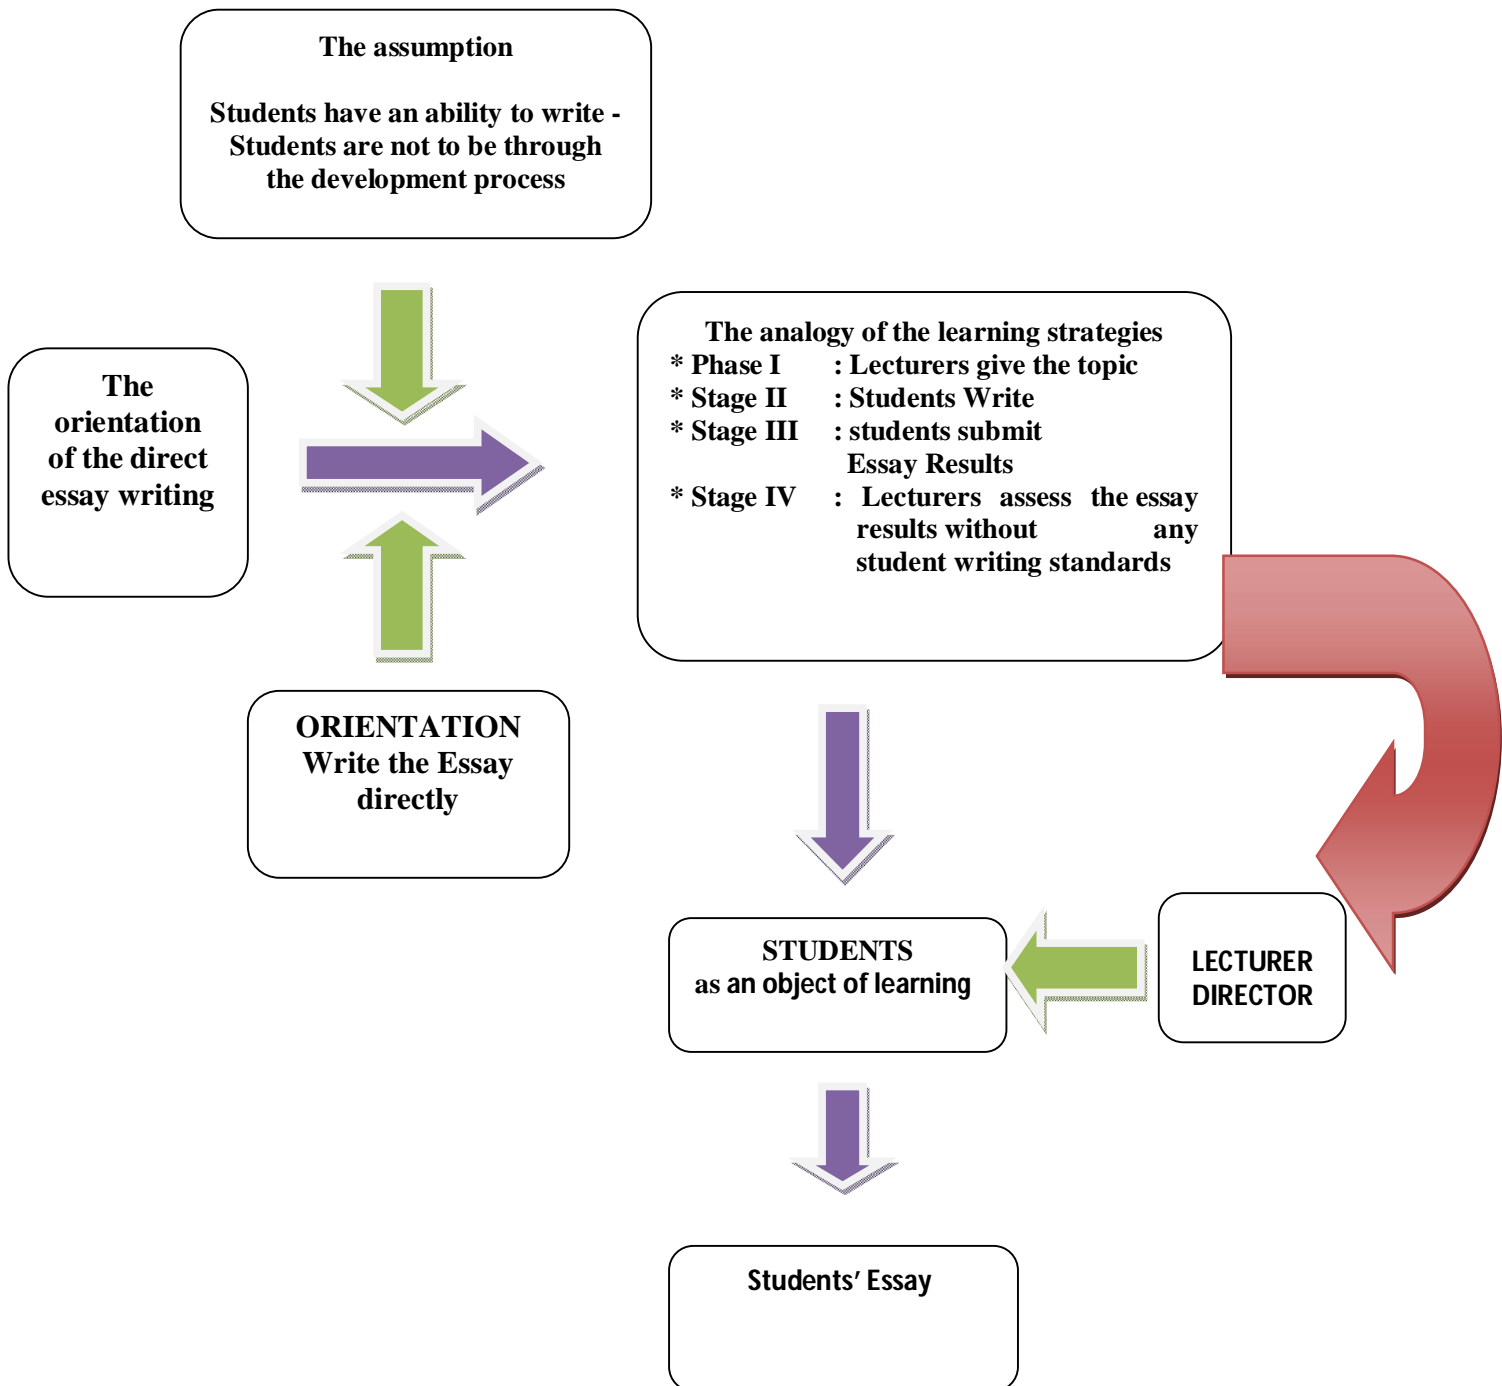 The assumption
Students have an ability to write -
Students are not to be through
the development process
The
orientation
of the direct
essay writing
The analogy of the learning strategies
* Phase I : Lecturers give the topic
* Stage II : Students Write
* Stage III : students submit
Essay Results
* Stage IV : Lecturers assess the essay
results without any
student writing standards
ORIENTATION
Write the Essay
directly
STUDENTS
as an object of learning
LECTURER
DIRECTOR
Students’ Essay